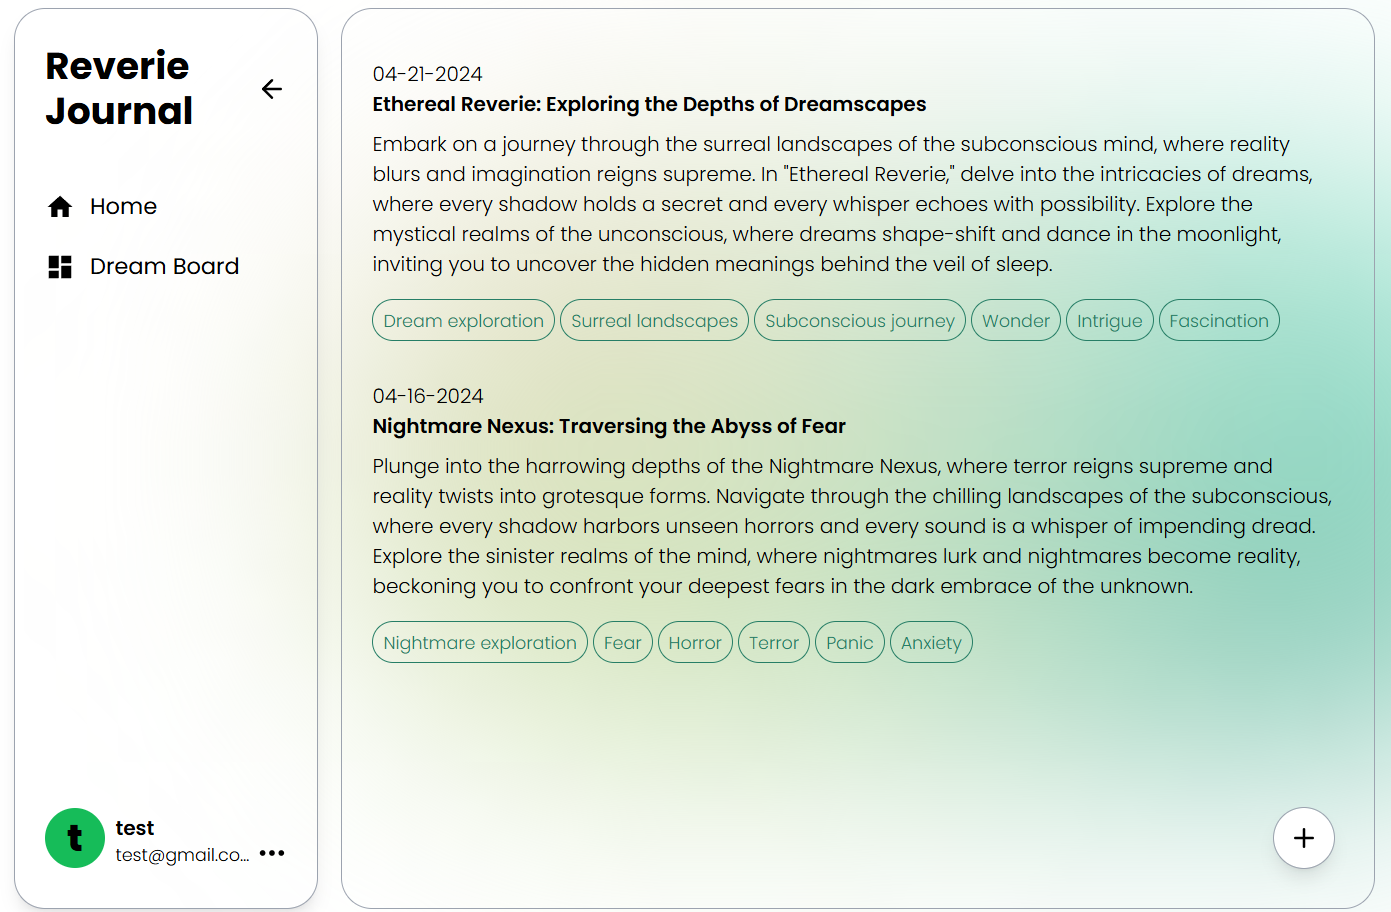 Reverie
Journal
Home
Dream Board
t
test
test@gmail.co...
04-21-2024
Ethereal Reverie: Exploring the Depths of Dreamscapes
Embark on a journey through the surreal landscapes of the subconscious mind, where reality
blurs and imagination reigns supreme. In "Ethereal Reverie," delve into the intricacies of dreams,
where every shadow holds a secret and every whisper echoes with possibility. Explore the
mystical realms of the unconscious, where dreams shape-shift and dance in the moonlight,
inviting you to uncover the hidden meanings behind the veil of sleep.
Dream exploration Surreal landscapes Subconscious journey Wonder Intrigue Fascination
04-16-2024
Nightmare Nexus: Traversing the Abyss of Fear
Plunge into the harrowing depths of the Nightmare Nexus, where terror reigns supreme and
reality twists into grotesque forms. Navigate through the chilling landscapes of the subconscious,
where every shadow harbors unseen horrors and every sound is a whisper of impending dread.
Explore the sinister realms of the mind, where nightmares lurk and nightmares become reality,
beckoning you to confront your deepest fears in the dark embrace of the unknown.
Nightmare exploration Fear Horror Terror Panic Anxiety